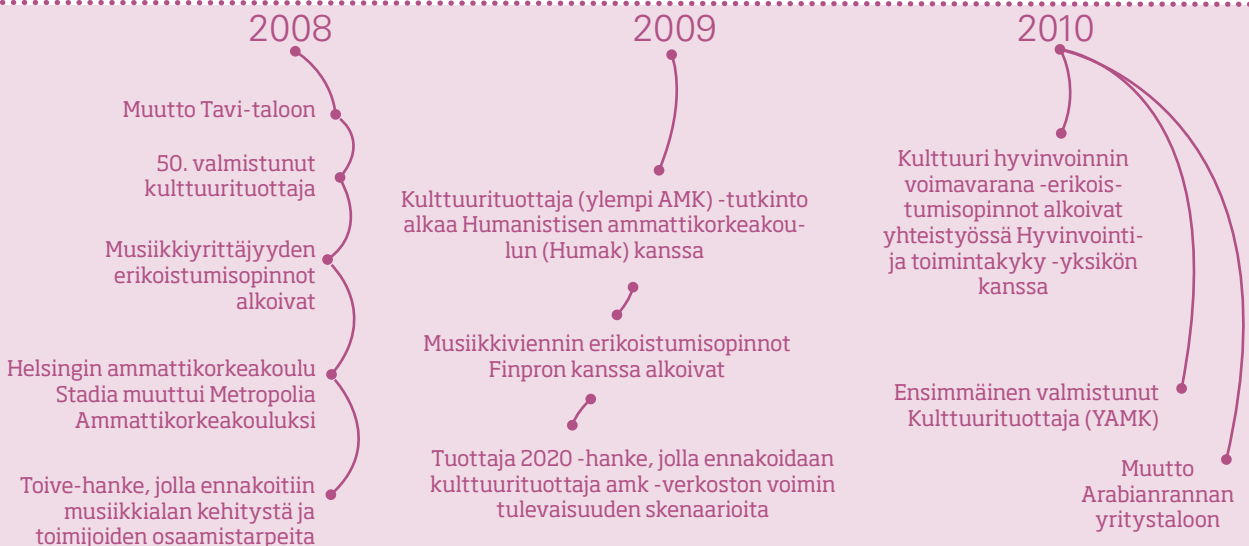 2008
Muutto Tavi-taloon
50. valmistunut
kulttuurituottaja
Musiikkiyrittäjyyden
erikoistumisopinnot
alkoivat
Helsingin ammattikorkeakoulu
Stadia muuttui Metropolia
Ammattikorkeakouluksi
Toive-hanke, jolla ennakoitiin
musiikkialan kehitystä ja
toimijoiden osaamistarpeita
2009
Kulttuurituottaja (ylempi AMK) -tutkinto
alkaa Humanistisen ammattikorkeakou-
lun (Humak) kanssa
Musiikkiviennin erikoistumisopinnot
Finpron kanssa alkoivat
Tuottaja 2020 -hanke, jolla ennakoidaan
kulttuurituottaja amk -verkoston voimin
tulevaisuuden skenaarioita
2010
Kulttuuri hyvinvoinnin
voimavarana -erikois-
tumisopinnot alkoivat
yhteistyössä Hyvinvointi-
ja toimintakyky -yksikön
kanssa
Ensimmäinen valmistunut
Kulttuurituottaja (YAMK)
Muutto
Arabianrannan
yritystaloon